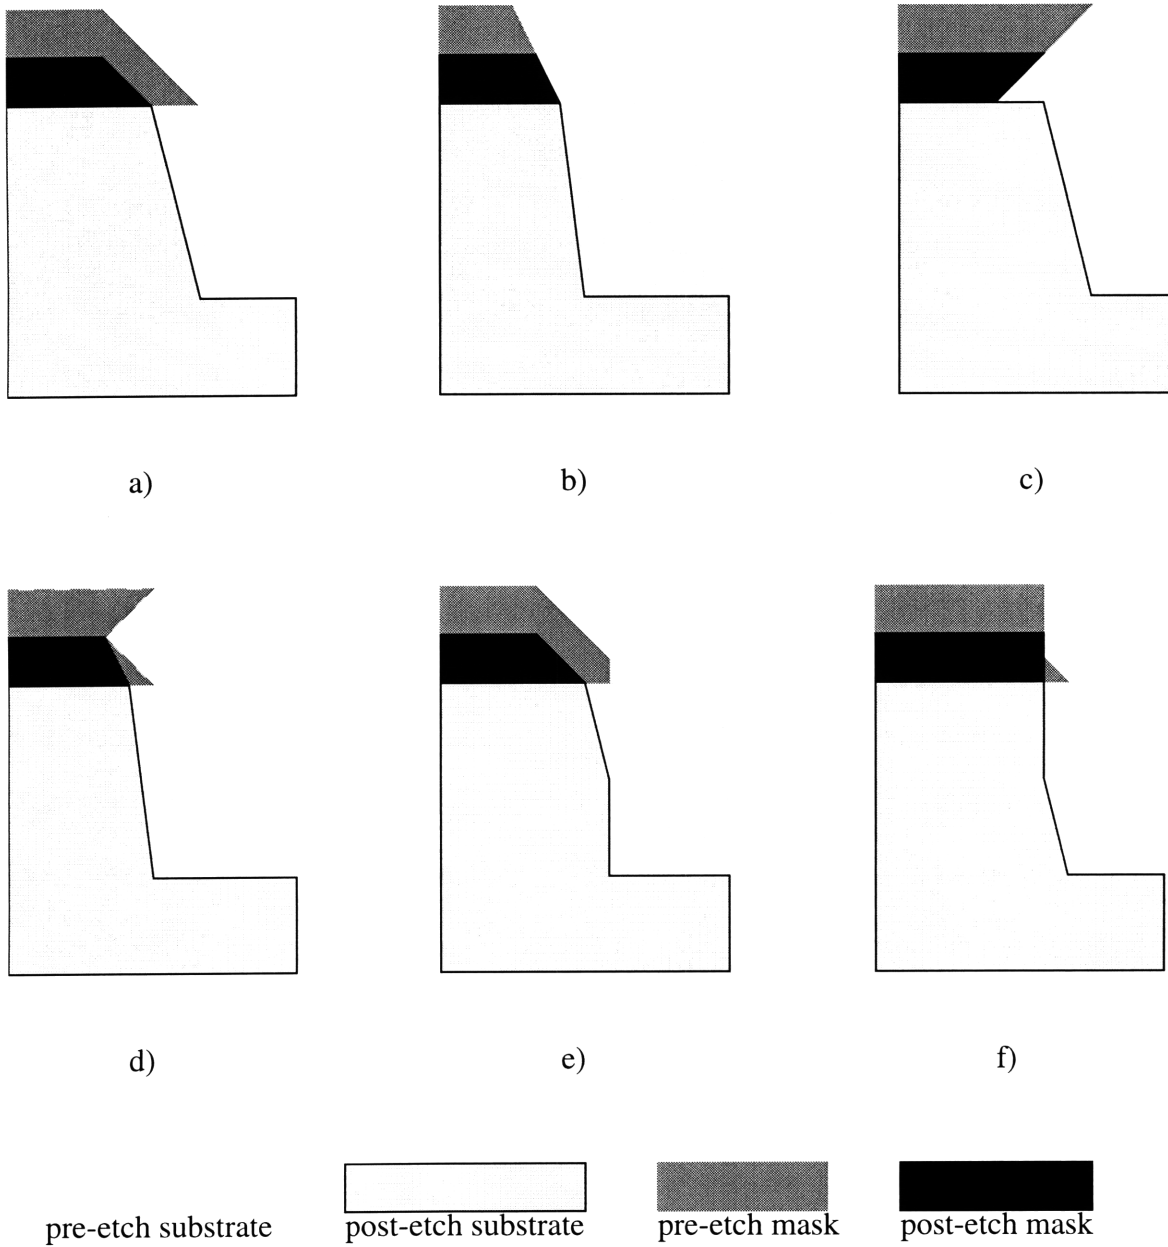 a)
b)
c)
d)
e)
f)
pre-etch substrate
post-etch substrate
pre-etch mask
post-etch mask